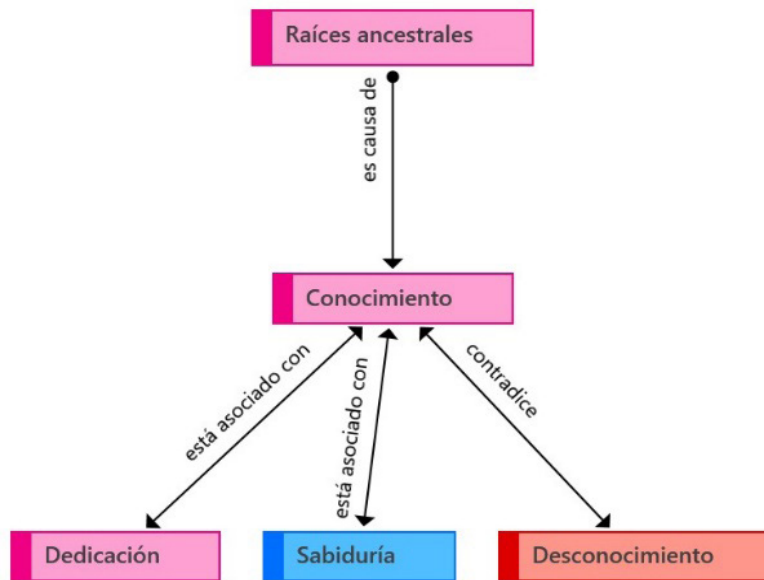 Raíces ancestrales
es causa de
Conocimiento
está asociado con
está asociado con
contradice
Dedicación
Sabiduría
Desconocimiento